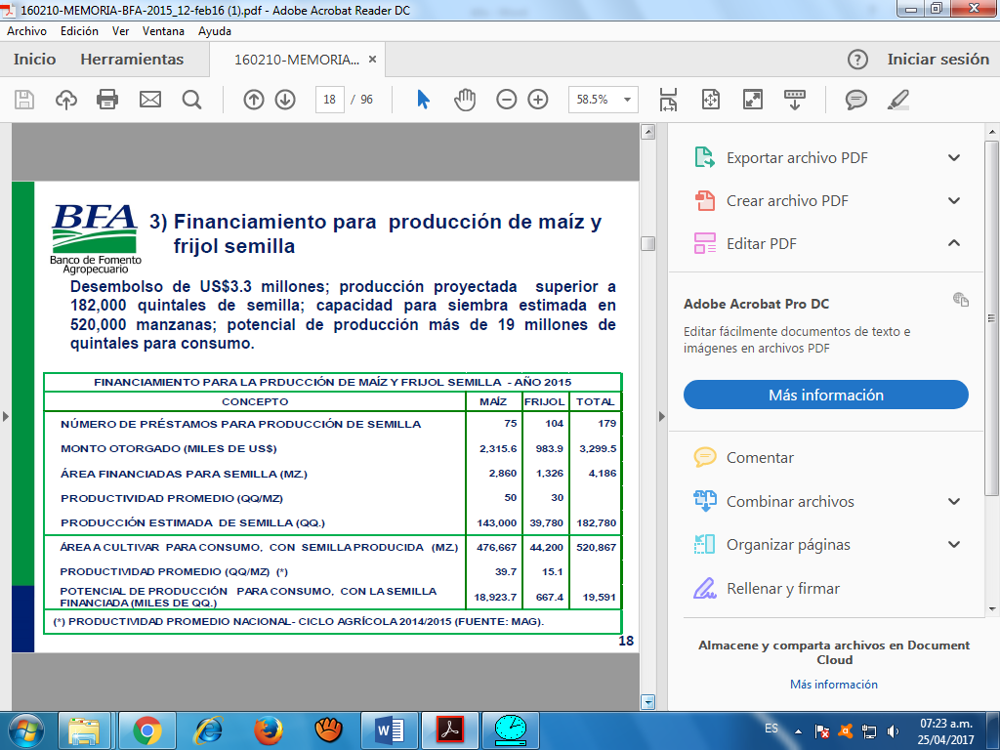 160210-MEMORIA-BFA-2015_12-feb16 (1).pdf - Adobe Acrobat Reader DC
Archivo Edición Ver Ventana Ayuda
Inicio Herramientas 160210-MEMORIA... × Iniciar sesión
18 / 96 58.5%
BFA
Banco de Fomento
Agropecuario
3) Financiamiento para producción de maíz y
frijol semilla
Desembolso de US$3.3 millones; producción proyectada superior a
182,000 quintales de semilla; capacidad para siembra estimada en
520,000 manzanas; potencial de producción más de 19 millones de
quintales para consumo.
FINANCIAMIENTO PARA LA PRDUCCIÓN DE MAÍZ Y FRIJOL SEMILLA - AÑO 2015
CONCEPTO MAÍZ FRIJOL TOTAL
NÚMERO DE PRÉSTAMOS PARA PRODUCCIÓN DE SEMILLA 75 104 179
MONTO OTORGADO (MILES DE US$) 2,315.6 983.9 3,299.5
ÁREA FINANCIADAS PARA SEMILLA (MZ.) 2,860 1,326 4,186
PRODUCTIVIDAD PROMEDIO (QQ/MZ) 50 30
PRODUCCIÓN ESTIMADA DE SEMILLA (QQ.) 143,000 39,780 182,780
ÁREA A CULTIVAR PARA CONSUMO, CON SEMILLA PRODUCIDA (MZ.) 476,667 44,200 520,867
PRODUCTIVIDAD PROMEDIO (QQ/MZ) (*) 39.7 15.1
POTENCIAL DE PRODUCCIÓN PARA CONSUMO, CON LA SEMILLA
FINANCIADA (MILES DE QQ.) 18,923.7 667.4 19,591
(*) PRODUCTIVIDAD PROMEDIO NACIONAL- CICLO AGRÍCOLA 2014/2015 (FUENTE: MAG).
18
Exportar archivo PDF
Crear archivo PDF
Editar PDF
Adobe Acrobat Pro DC
Editar fácilmente documentos de texto e
imágenes en archivos PDF
Más información
Comentar
Combinar archivos
Organizar páginas
Rellenar y firmar
Almacene y comparta archivos en Document
Cloud
Más información
ES
07:23 a.m.
25/04/2017